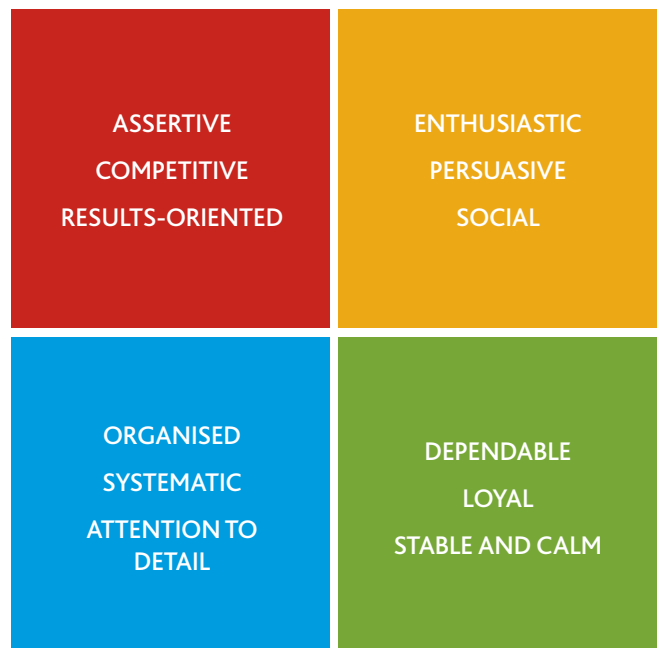 ASSERTIVE
COMPETITIVE
RESULTS-ORIENTED
ENTHUSIASTIC
PERSUASIVE
SOCIAL
ORGANISED
SYSTEMATIC
ATTENTION TO
DETAIL
DEPENDABLE
LOYAL
STABLE AND CALM